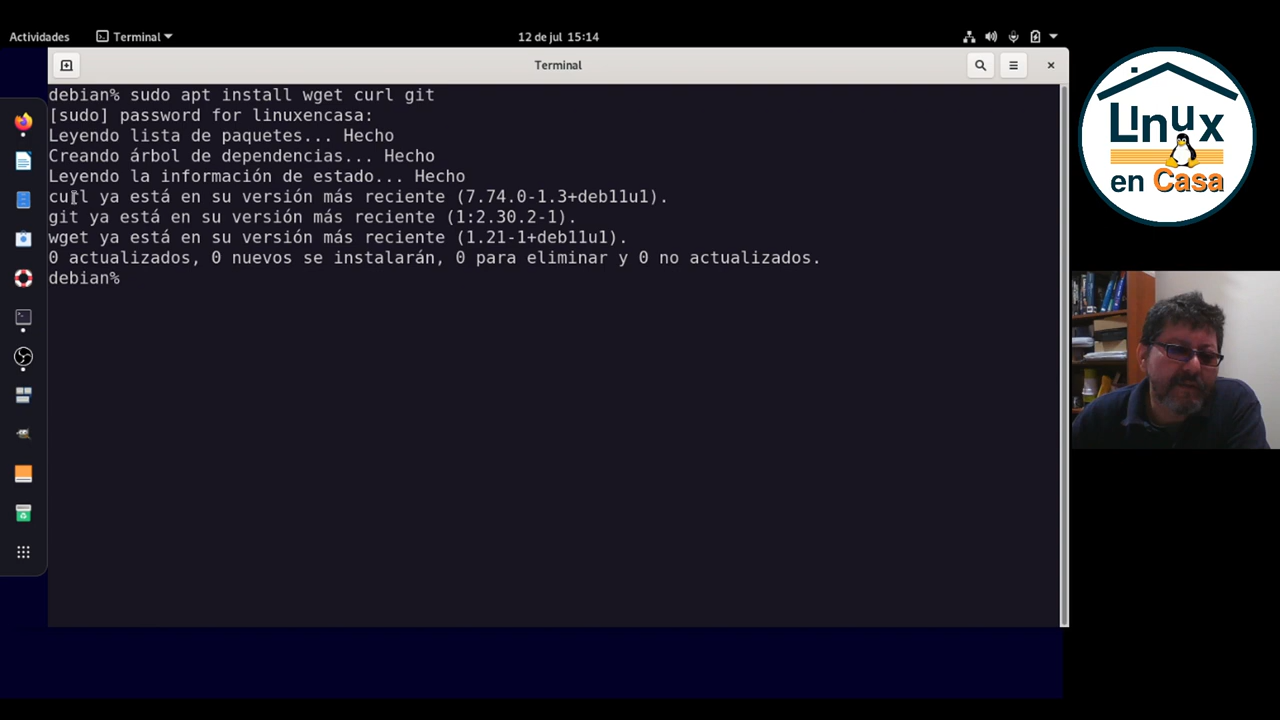 Actividades
Terminal
12 de jul 15:14
Terminal
debian% sudo apt install wget curl git
[sudo] password for linuxencasa:
Leyendo lista de paquetes... Hecho
Creando árbol de dependencias... Hecho
Leyendo la información de estado... Hecho
curl ya está en su versión más reciente (7.74.0-1.3+deb11u1).
git ya está en su versión más reciente (1:2.30.2-1).
wget ya está en su versión más reciente (1.21-1+deb11u1).
0 actualizados, 0 nuevos se instalarán, 0 para eliminar y 0 no actualizados.
debian%
LInux
en Casa